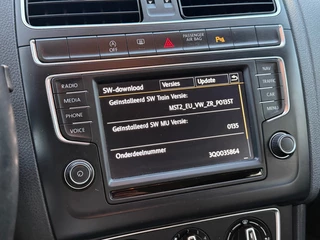 PASSENGER
AIR BAG
OFF
RADIO
MEDIA
PHONE
VOICE
NAV
TRAFFIC
CAR
MENU
SW-download Versies Update
Geïnstalleerd SW Train Versie:
MST2_EU_VW_ZR_P0135T
Geïnstalleerd SW MU Versie:
0135
Onderdeelnummer 3Q0035864